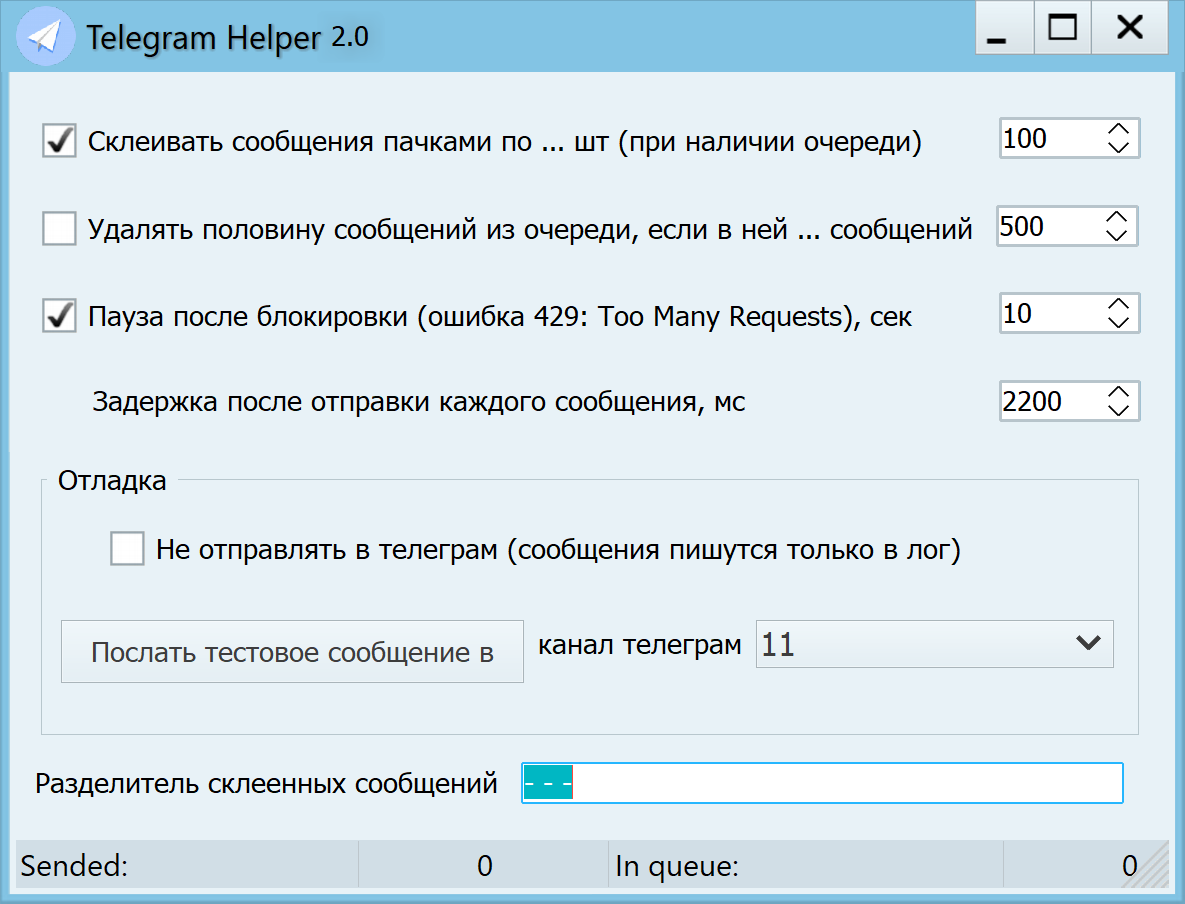 Telegram Helper 2.0
Склеивать сообщения пачками по ... шт (при наличии очереди) 100
Удалять половину сообщений из очереди, если в ней ... сообщений 500
Пауза после блокировки (ошибка 429: Too Many Requests), сек 10
Задержка после отправки каждого сообщения, мс 2200
Отладка
Не отправлять в телеграм (сообщения пишутся только в лог)
Послать тестовое сообщение в канал телеграм 11
Разделитель склеенных сообщений - - -
Sended: 0 In queue: 0